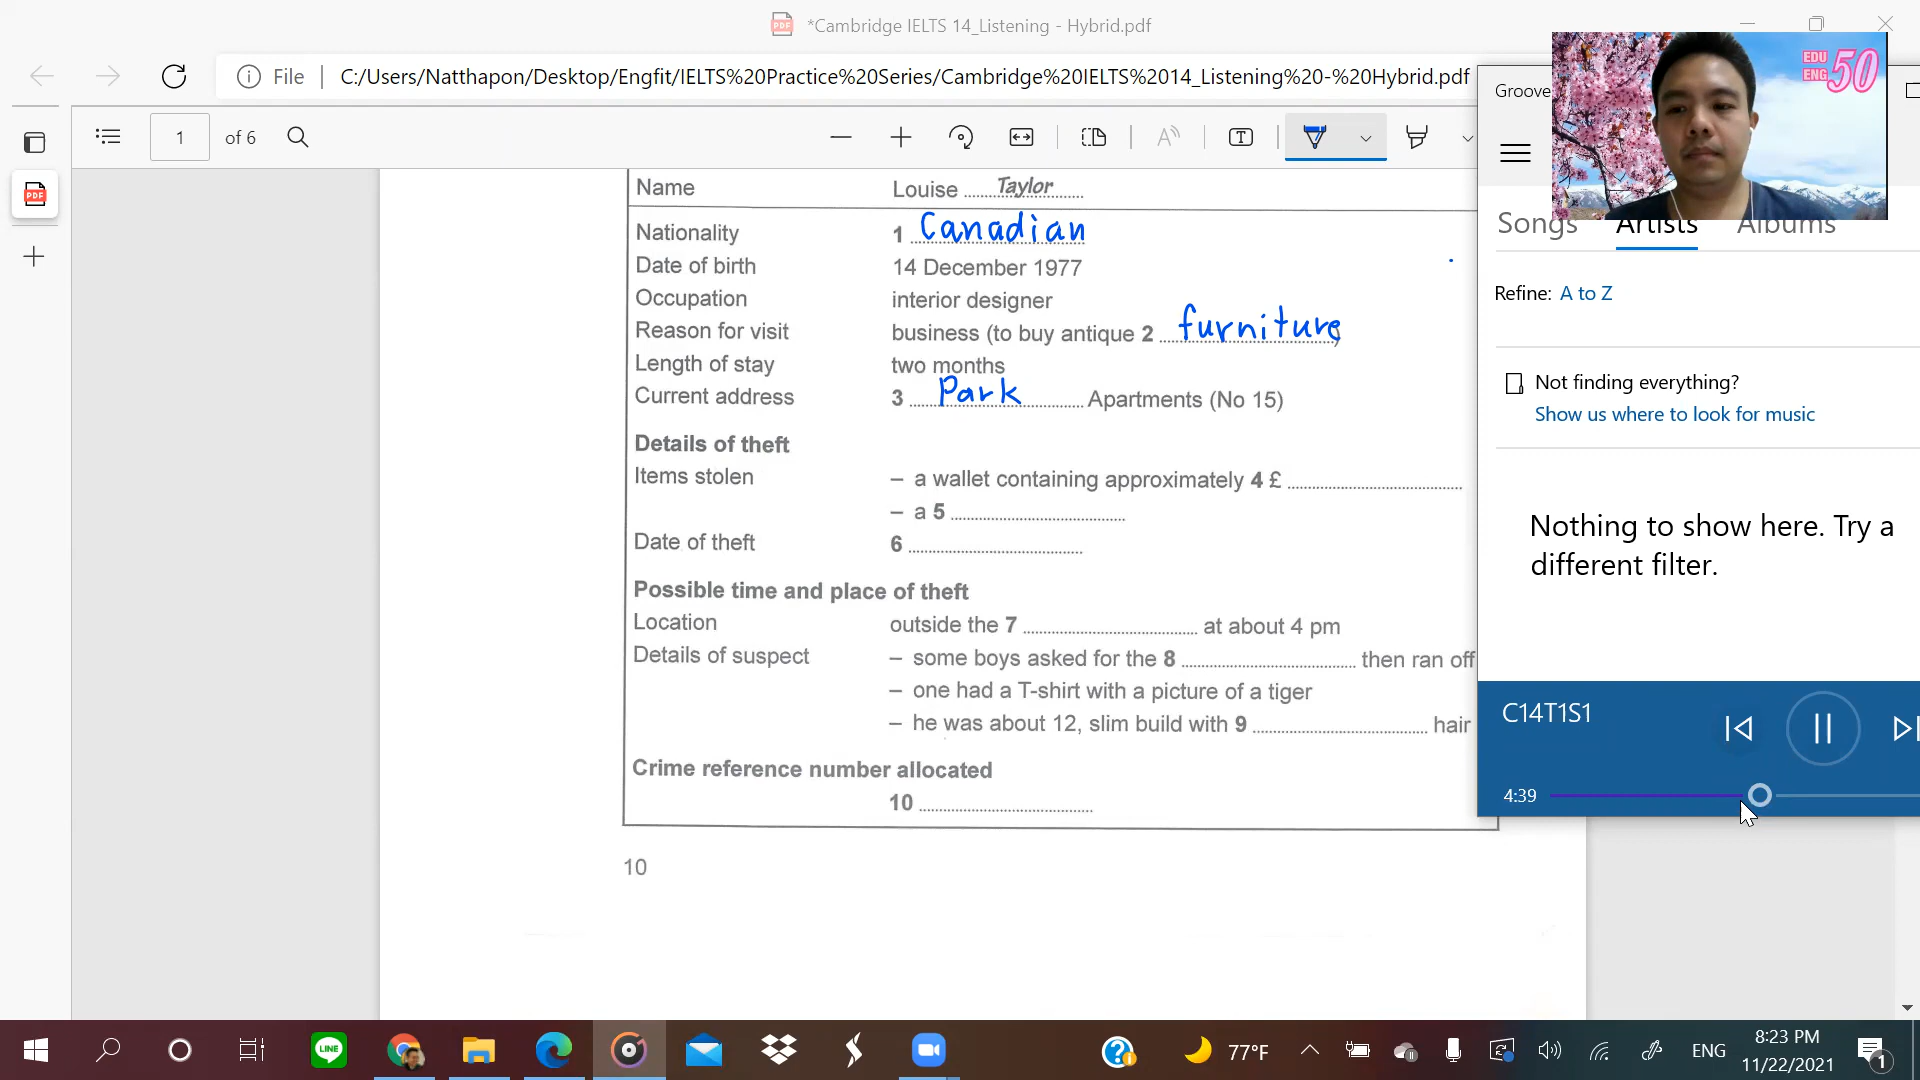 *Cambridge IELTS 14_Listening - Hybrid.pdf
File C:/Users/Natthapon/Desktop/Engfit/IELTS%20Practice%20Series/Cambridge%20IELTS%2014_Listening%20-%20Hybrid.pdf
1 of 6
Name Louise Taylor
Nationality 1 Canadian
Date of birth 14 December 1977
Occupation interior designer
Reason for visit business (to buy antique 2 furniture)
Length of stay two months
Current address 3 Park Apartments (No 15)
Details of theft
Items stolen – a wallet containing approximately 4 £
– a 5
Date of theft 6
Possible time and place of theft
Location outside the 7 at about 4 pm
Details of suspect – some boys asked for the 8 then ran off
– one had a T-shirt with a picture of a tiger
– he was about 12, slim build with 9 hair
Crime reference number allocated
10
10
Groove
EDU
ENG 50
Songs Artists Albums
Refine: A to Z
Not finding everything?
Show us where to look for music
Nothing to show here. Try a
different filter.
C14T1S1
4:39
LINE
77°F
ENG
8:23 PM
11/22/2021
1